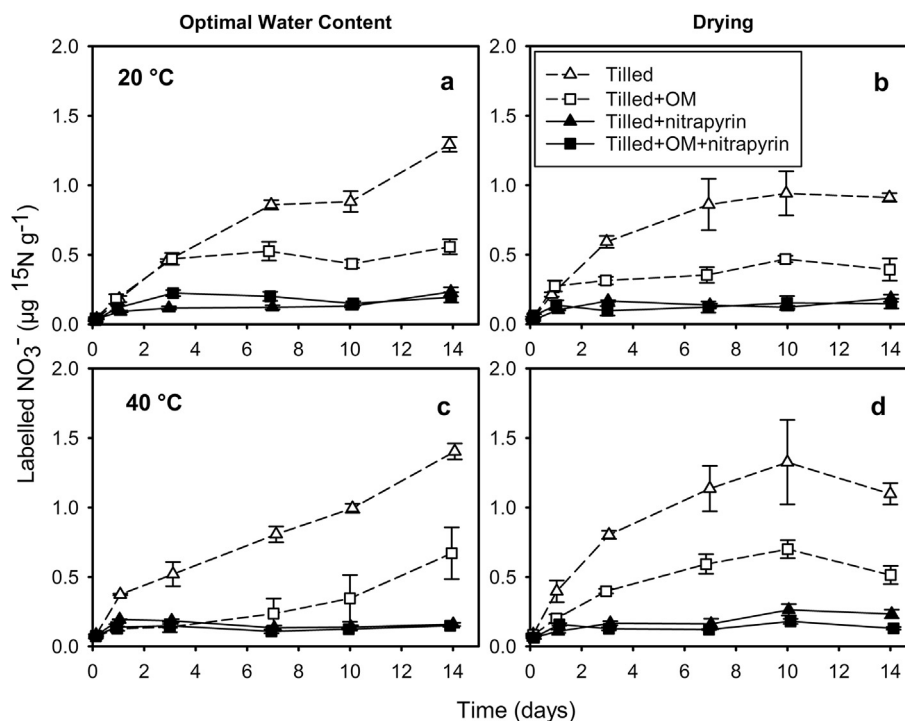 Optimal Water Content
Drying
2.0
1.5
1.0
0.5
0.0
20 °C
a
0 2 4 6 8 10 12 14
2.0
1.5
1.0
0.5
0.0
b
Tilled
Tilled+OM
Tilled+nitrapyrin
Tilled+OM+nitrapyrin
0 2 4 6 8 10 12 14
Labelled NO₃⁻ (µg ¹⁵N g⁻¹)
2.0
1.5
1.0
0.5
0.0
40 °C
c
0 2 4 6 8 10 12 14
2.0
1.5
1.0
0.5
0.0
d
0 2 4 6 8 10 12 14
Time (days)